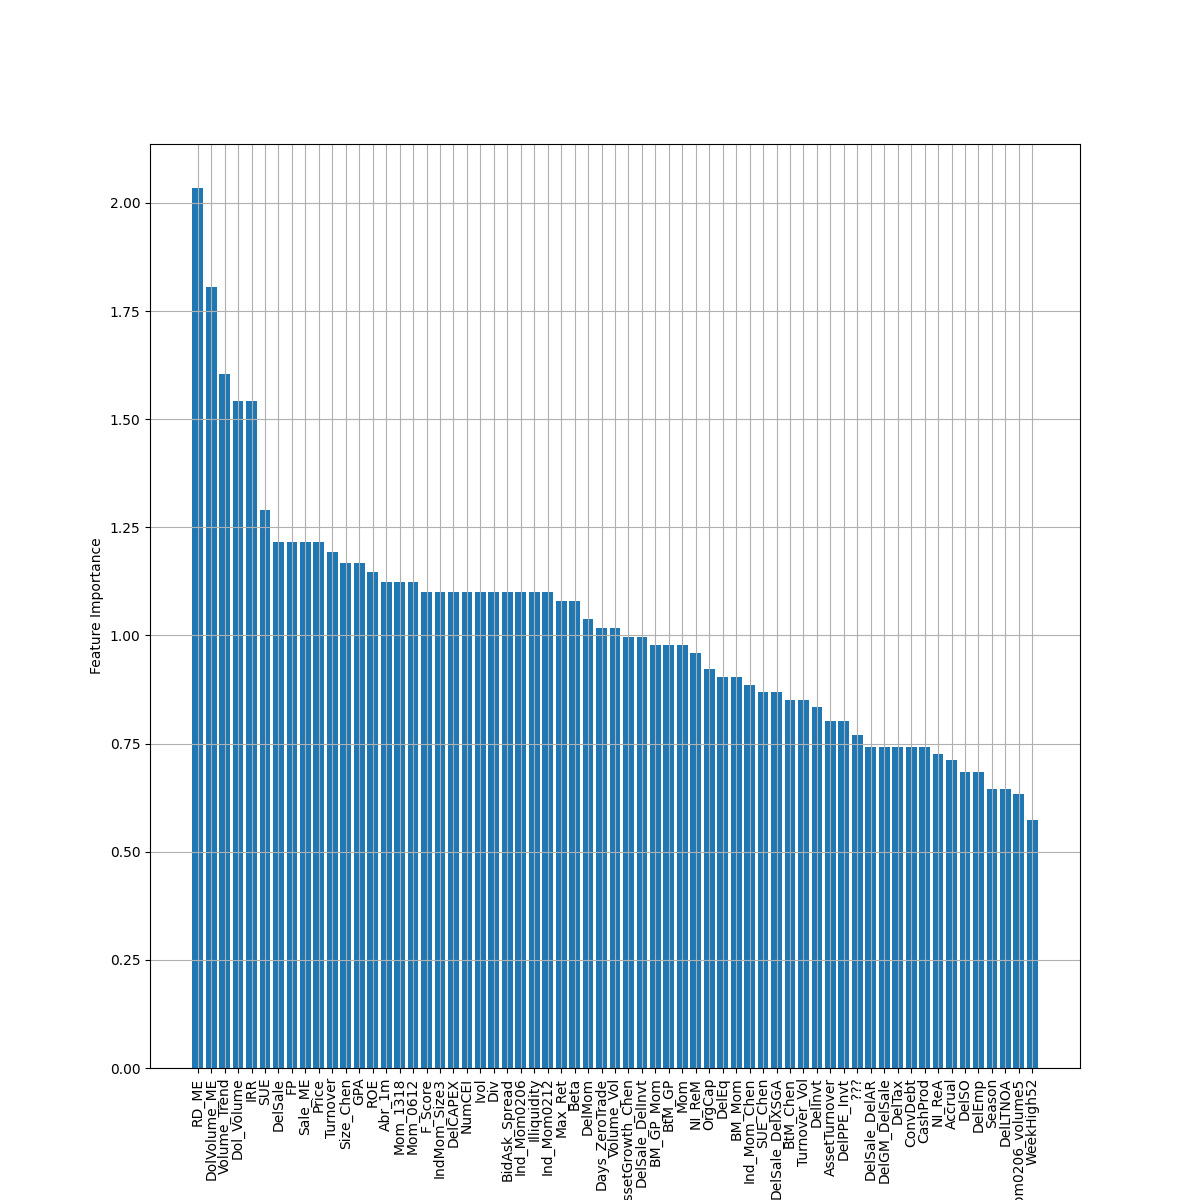 2.00
1.75
1.50
1.25
1.00
0.75
0.50
0.25
0.00
Feature Importance
RD_ME
DolVolume_ME
Volume_Trend
Dol_Volume
IRR
SUE
DelSale
FP
Sale_ME
Price
Turnover
Size_Chen
GPA
ROE
Abr_1m
Mom_1318
Mom_0612
F_Score
IndMom_Size3
DelCAPEX
NumCEI
Ivol
Div
BidAsk_Spread
Ind_Mom0206
Illiquidity
Ind_Mom0212
Max_Ret
Beta
DelMom
Days_ZeroTrade
Volume_Vol
ssetGrowth_Chen
DelSale_DelInvt
BM_GP_Mom
BtM_GP
Mom
NI_ReM
OrgCap
DelEq
BM_Mom
Ind_Mom_Chen
SUE_Chen
DelSale_DelXSGA
BtM_Chen
Turnover_Vol
DelInvt
AssetTurnover
DelPPE_Invt
???
DelSale_DelAR
DelGM_DelSale
DelTax
ConvDebt
CashProd
NI_ReA
Accrual
DelSO
DelEmp
Season
DelLTNOA
om0206_volume5
WeekHigh52